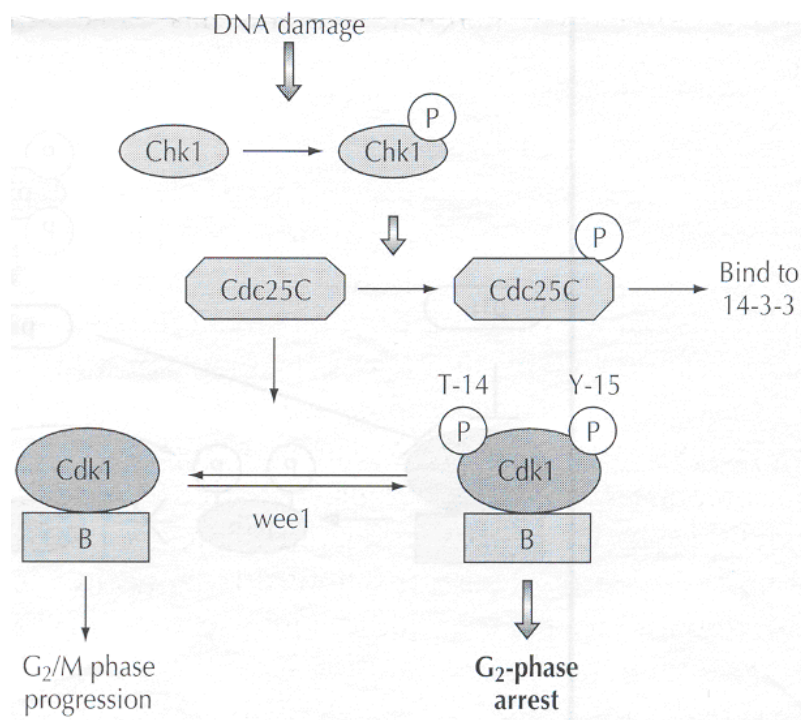 DNA damage
P
Chk1
Chk1
P
Cdc25C
Cdc25C
Bind to
14-3-3
T-14
Y-15
P
P
Cdk1
Cdk1
wee1
B
B
G₂/M phase
progression
G₂-phase
arrest